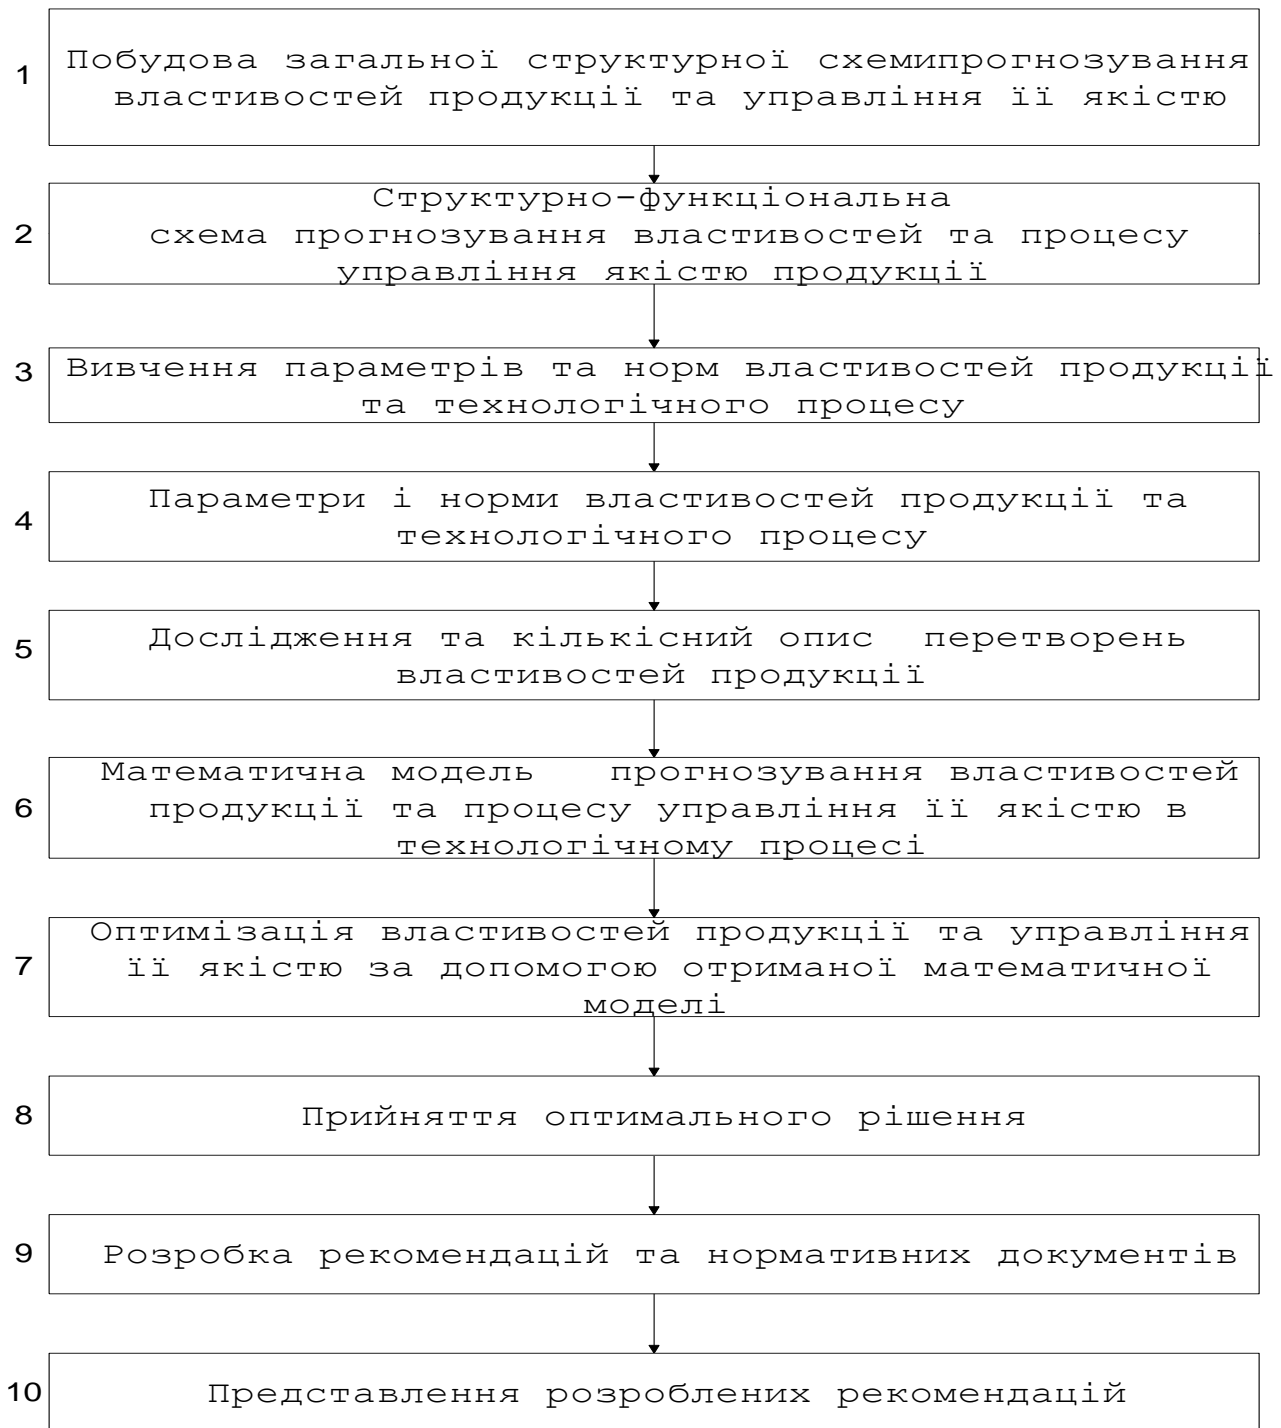 1
Побудова загальної структурної схемипрогнозування
властивостей продукції та управління її якістю
2
Структурно-функціональна
схема прогнозування властивостей та процесу
управління якістю продукції
3
Вивчення параметрів та норм властивостей продукції
та технологічного процесу
4
Параметри і норми властивостей продукції та
технологічного процесу
5
Дослідження та кількісний опис  перетворень
властивостей продукції
6
Математична модель   прогнозування властивостей
продукції та процесу управління її якістю в
технологічному процесі
7
Оптимізація властивостей продукції та управління
її якістю за допомогою отриманої математичної
моделі
8
Прийняття оптимального рішення
9
Розробка рекомендацій та нормативних документів
10
Представлення розроблених рекомендацій